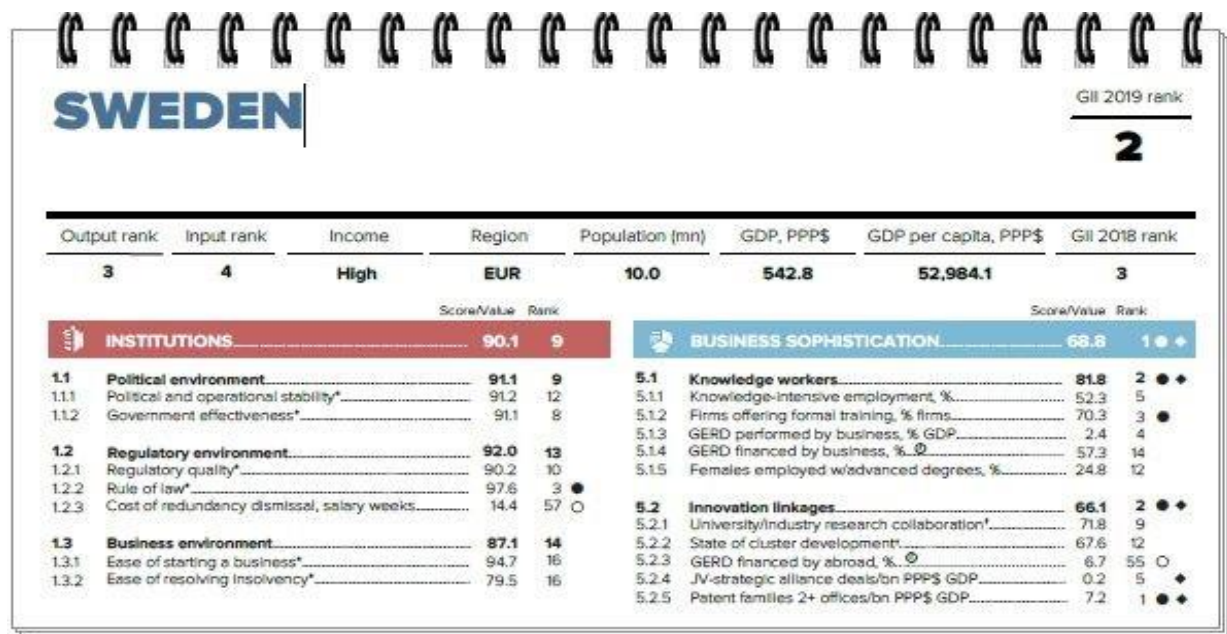 SWEDEN
GII 2019 rank
2
Output rank Input rank Income Region Population (mn) GDP, PPP$ GDP per capita, PPP$ GII 2018 rank
3 4 High EUR 10.0 542.8 52,984.1 3
Score/Value Rank
INSTITUTIONS 90.1 9
1.1 Political environment 91.1 9
1.1.1 Political and operational stability* 91.2 12
1.1.2 Government effectiveness* 91.1 8
1.2 Regulatory environment 92.0 13
1.2.1 Regulatory quality* 90.2 10
1.2.2 Rule of law* 97.6 3 ●
1.2.3 Cost of redundancy dismissal, salary weeks 14.4 57 ○
1.3 Business environment 87.1 14
1.3.1 Ease of starting a business* 94.7 16
1.3.2 Ease of resolving insolvency* 79.5 16
Score/Value Rank
BUSINESS SOPHISTICATION 68.8 1 ● ◆
5.1 Knowledge workers 81.8 2 ● ◆
5.1.1 Knowledge-intensive employment, % 52.3 5
5.1.2 Firms offering formal training, % firms 70.3 3 ●
5.1.3 GERD performed by business, % GDP 2.4 4
5.1.4 GERD financed by business, % 57.3 14
5.1.5 Females employed w/advanced degrees, % 24.8 12
5.2 Innovation linkages 66.1 2 ● ◆
5.2.1 University/industry research collaboration* 71.8 9
5.2.2 State of cluster development* 67.6 12
5.2.3 GERD financed by abroad, % 6.7 55 ○
5.2.4 JV-strategic alliance deals/bn PPP$ GDP 0.2 5 ◆
5.2.5 Patent families 2+ offices/bn PPP$ GDP 7.2 1 ● ◆